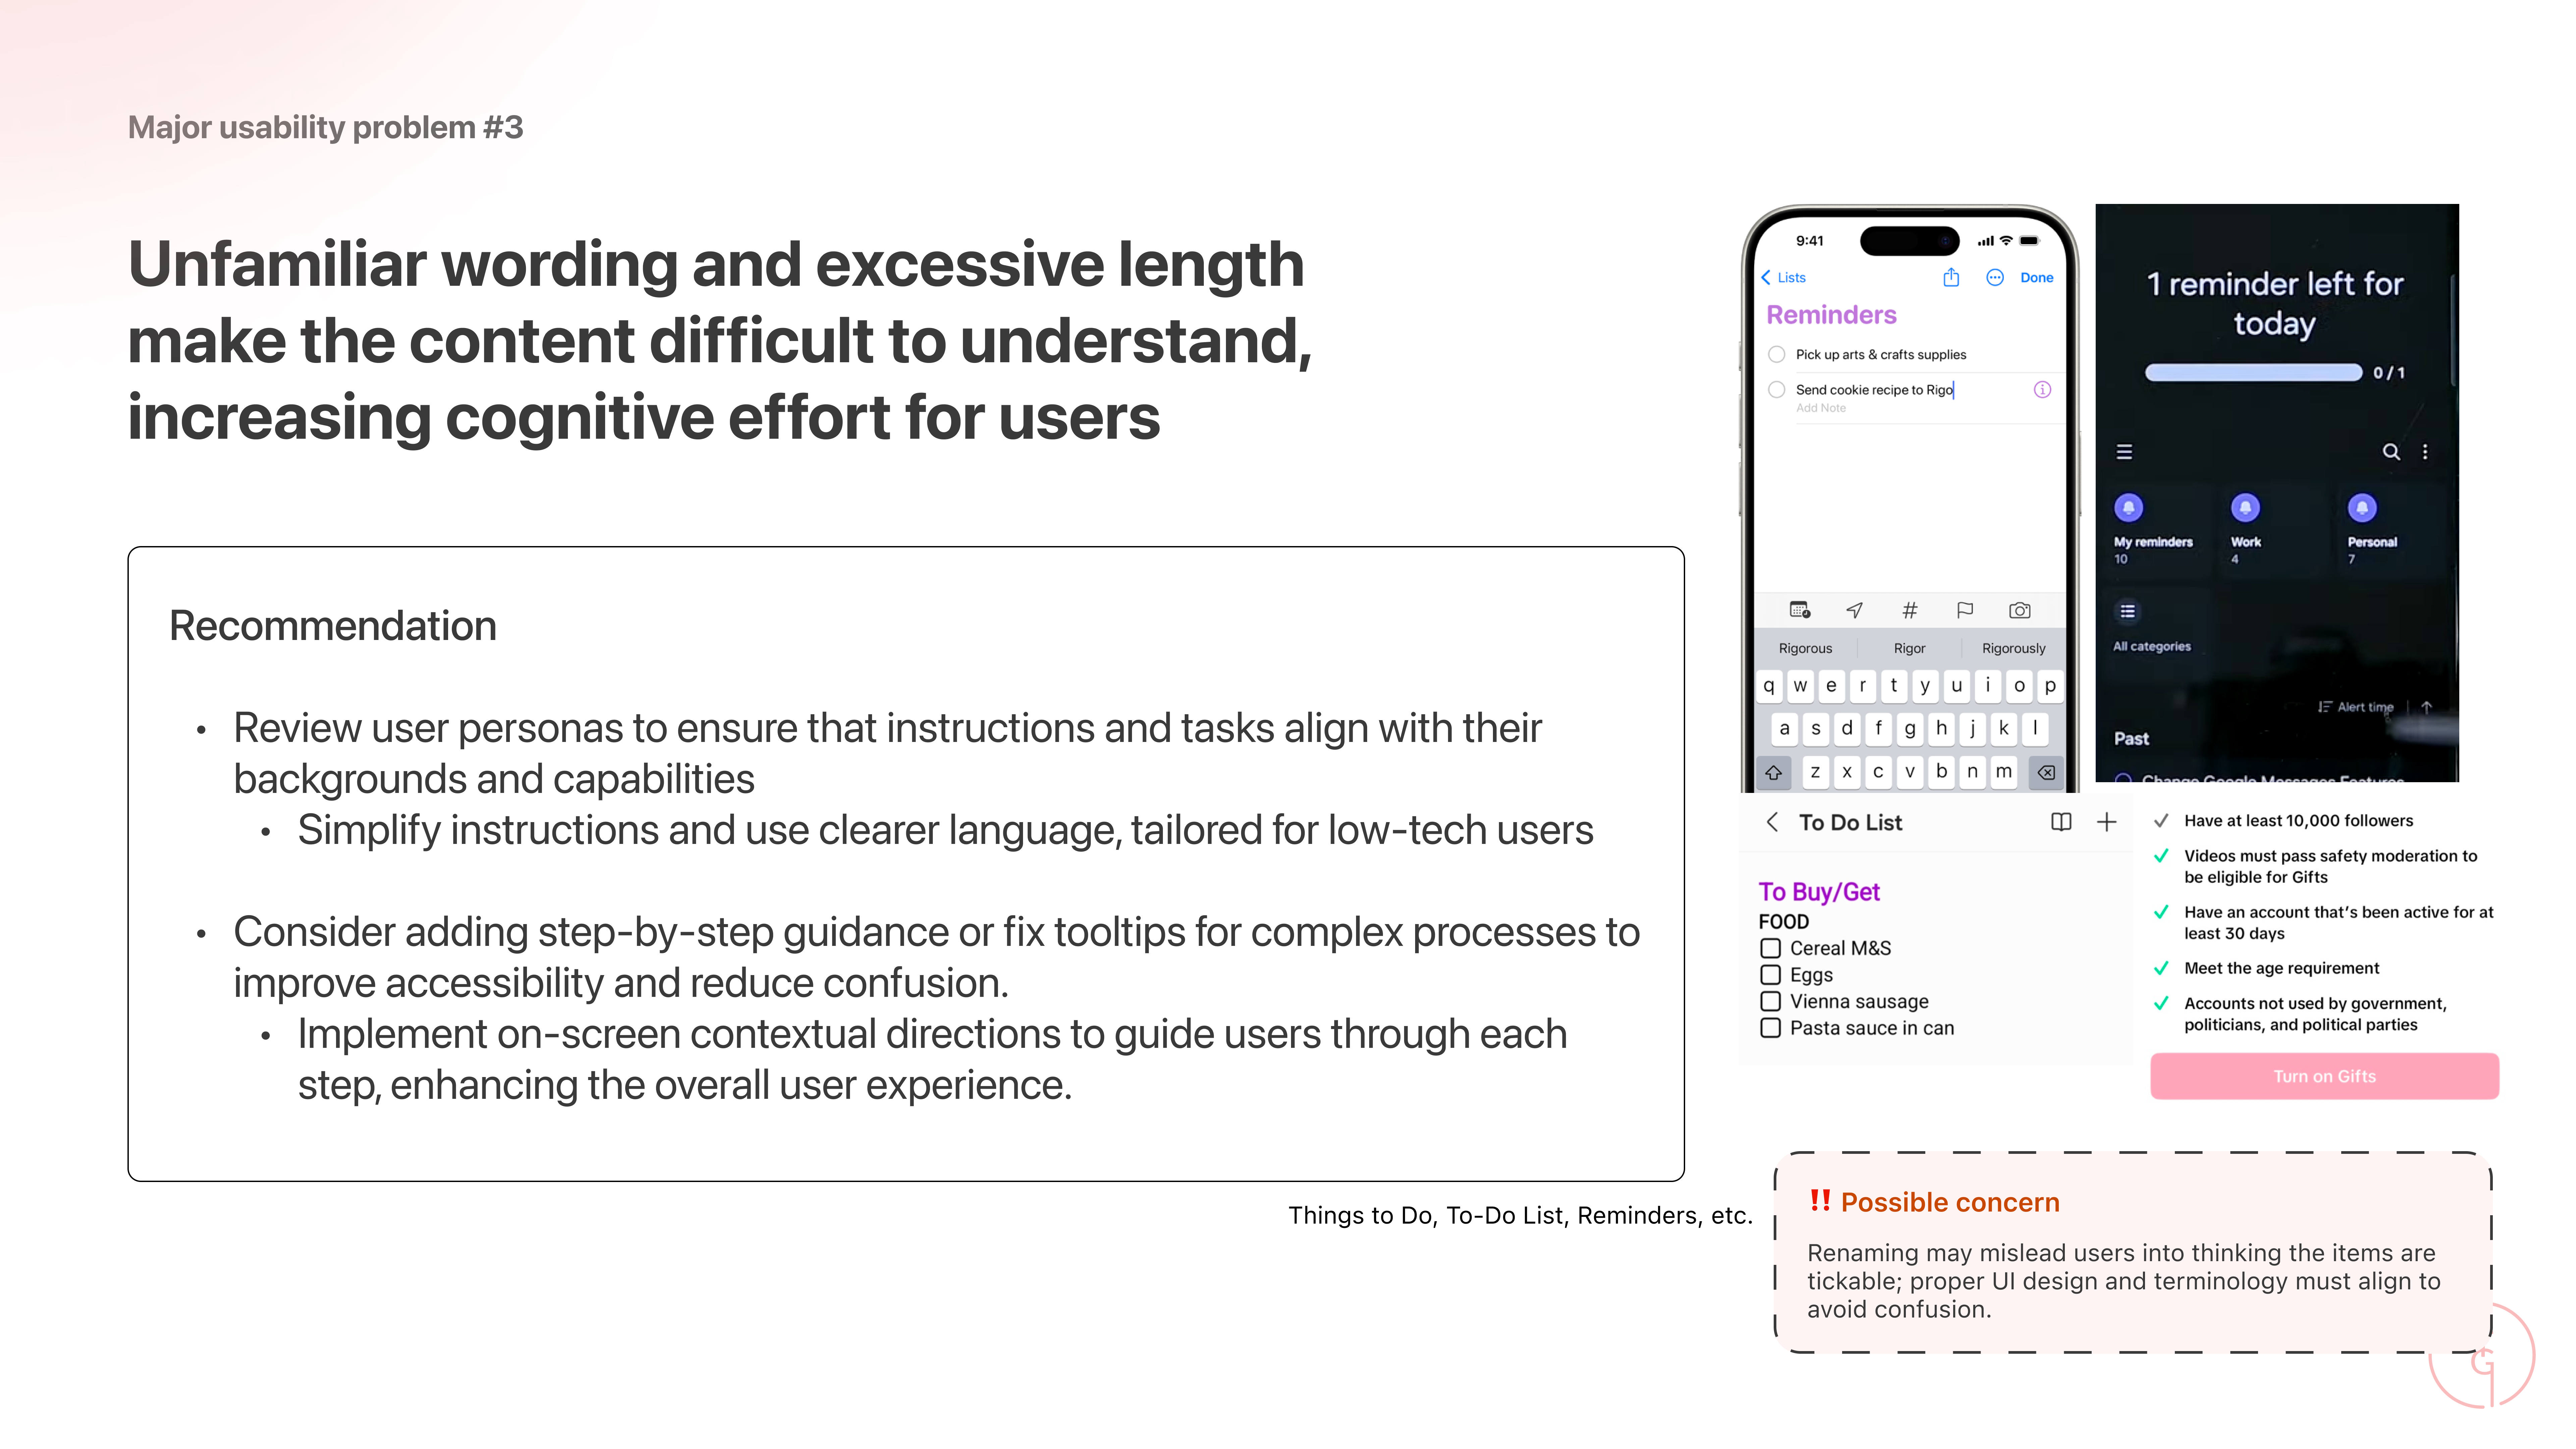 Major usability problem #3
Unfamiliar wording and excessive length
make the content difficult to understand,
increasing cognitive effort for users
Recommendation
• Review user personas to ensure that instructions and tasks align with their
backgrounds and capabilities
• Simplify instructions and use clearer language, tailored for low-tech users
• Consider adding step-by-step guidance or fix tooltips for complex processes to
improve accessibility and reduce confusion.
• Implement on-screen contextual directions to guide users through each
step, enhancing the overall user experience.
Things to Do, To-Do List, Reminders, etc.
9:41
Lists
Done
Reminders
Pick up arts & crafts supplies
Send cookie recipe to Rigo
Add Note
Rigorous Rigor Rigorously
q w e r t y u i o p
a s d f g h j k l
z x c v b n m
1 reminder left for
today
0 / 1
My reminders
10
Work
4
Personal
7
All categories
Alert time
Past
Change Google Messages Features
To Do List
To Buy/Get
FOOD
Cereal M&S
Eggs
Vienna sausage
Pasta sauce in can
Have at least 10,000 followers
Videos must pass safety moderation to
be eligible for Gifts
Have an account that's been active for at
least 30 days
Meet the age requirement
Accounts not used by government,
politicians, and political parties
Turn on Gifts
‼ Possible concern
Renaming may mislead users into thinking the items are
tickable; proper UI design and terminology must align to
avoid confusion.
G